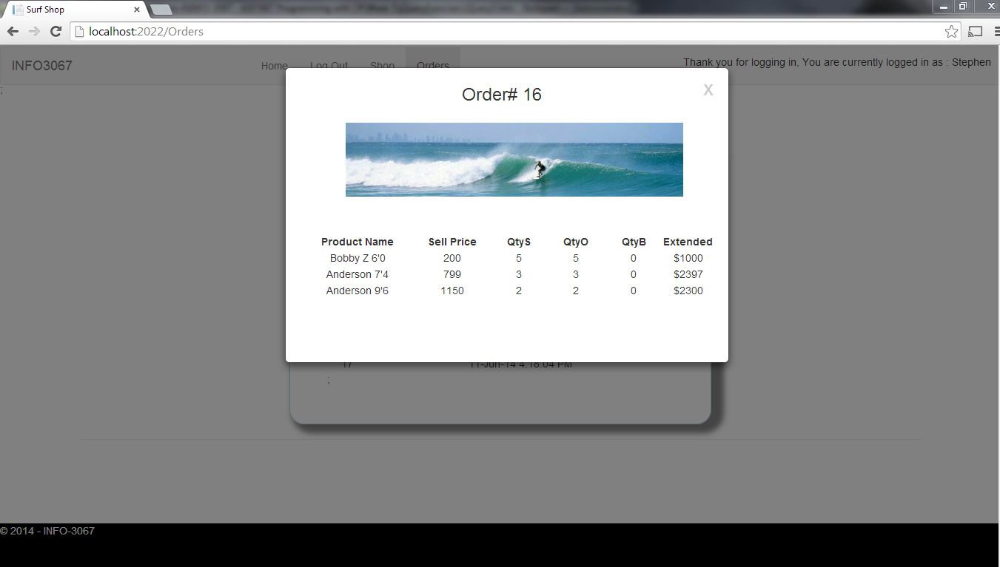 Surf Shop
localhost:2022/Orders
INFO3067 Home Log Out Shop Orders Thank you for logging in, You are currently logged in as : Stephen
;
Order# 16 X
Product Name Sell Price QtyS QtyO QtyB Extended
Bobby Z 6'0 200 5 5 0 $1000
Anderson 7'4 799 3 3 0 $2397
Anderson 9'6 1150 2 2 0 $2300
17 11-Jun-14 4:18:04 PM
;
© 2014 - INFO-3067